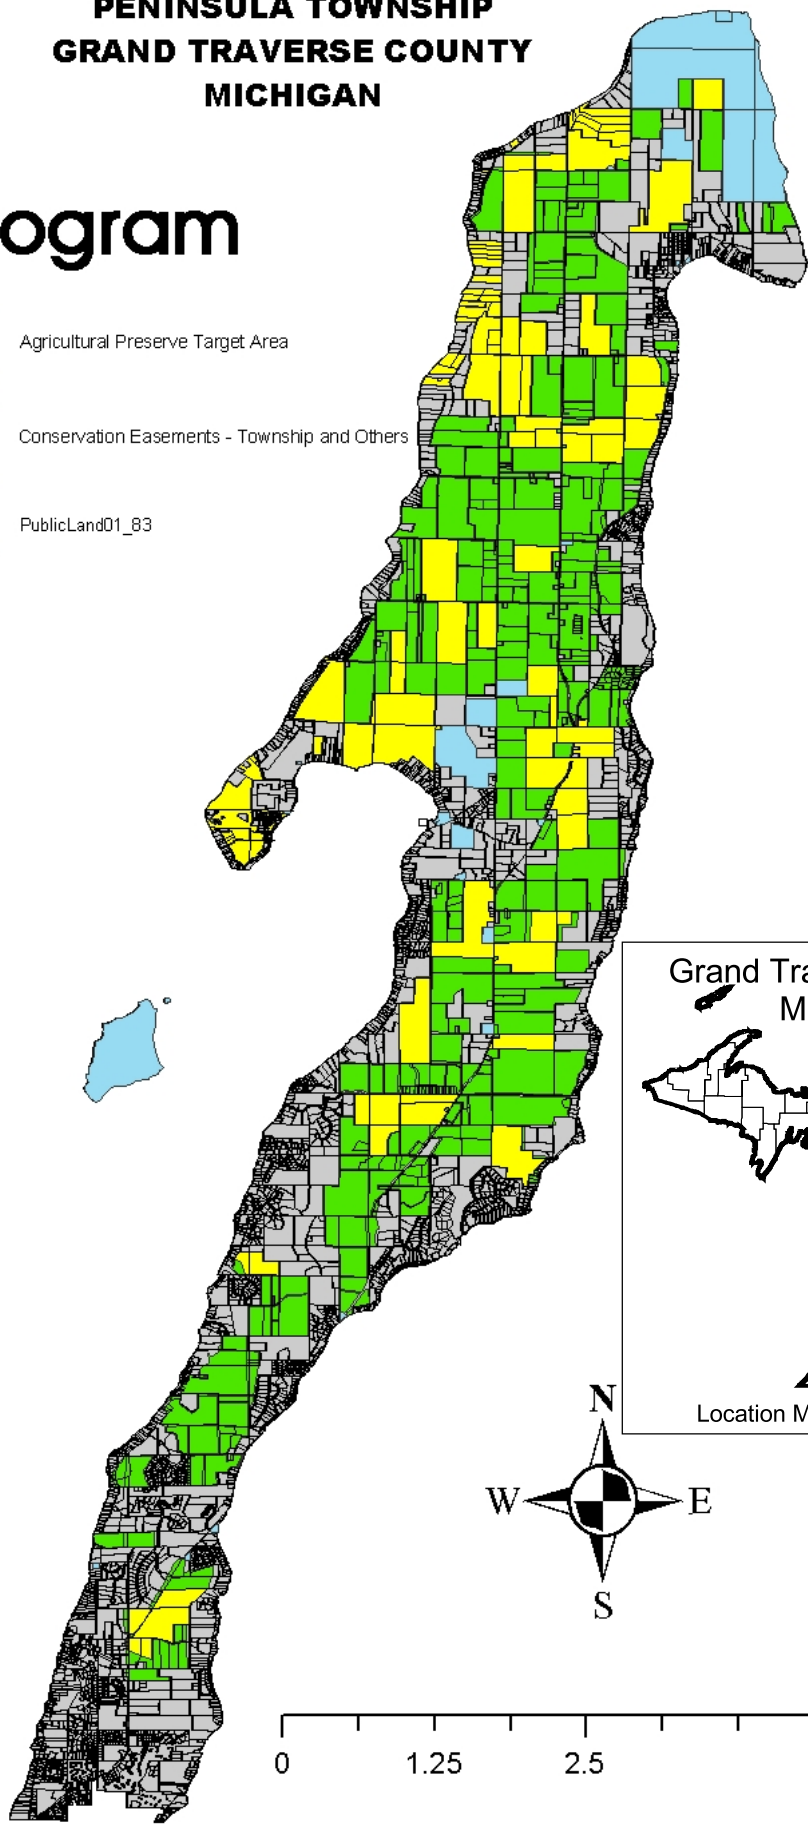 PENINSULA TOWNSHIP
GRAND TRAVERSE COUNTY
MICHIGAN
ogram
Agricultural Preserve Target Area
Conservation Easements - Township and Others
PublicLand01_83
Grand Tra
M
Location M
N
W E
S
0 1.25 2.5